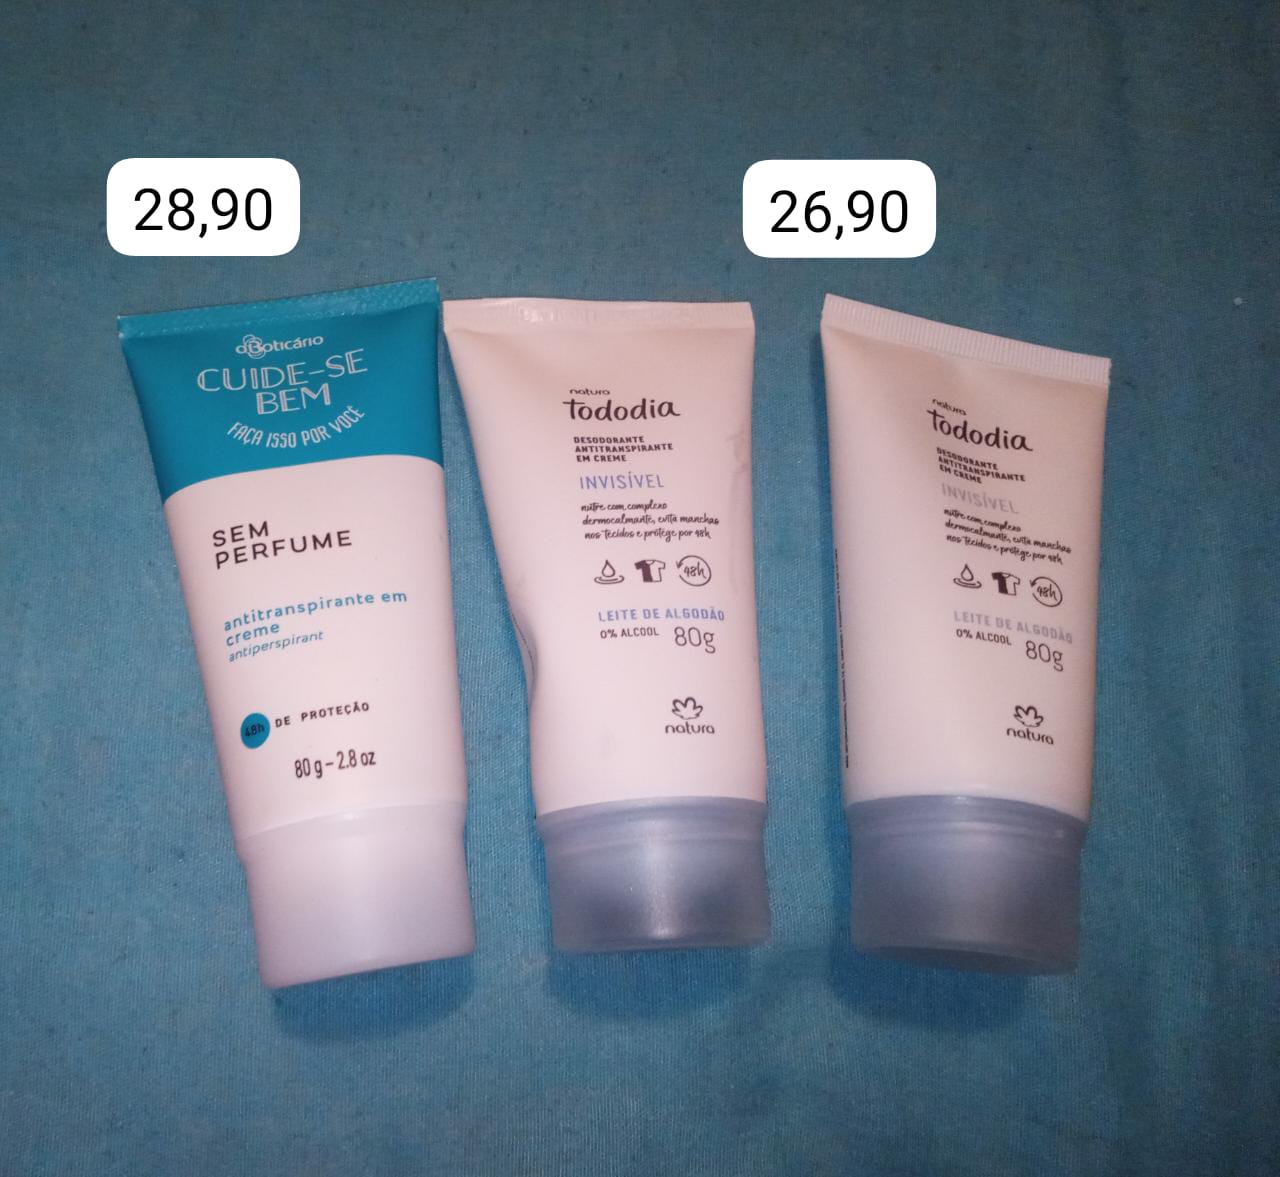 28,90
26,90
oBoticário
CUIDE-SE
BEM
FAÇA ISSO POR VOCÊ
SEM
PERFUME
antitranspirante em
creme
antiperspirant
48h DE PROTEÇÃO
80 g – 2.8 oz
natura
Tododia
DESODORANTE
ANTITRANSPIRANTE
EM CREME
INVISÍVEL
nutre com complexo
dermocalmante, evita manchas
nos tecidos e protege por 48h
48h
LEITE DE ALGODÃO
0% ALCOOL 80g
natura
natura
Tododia
DESODORANTE
ANTITRANSPIRANTE
EM CREME
INVISÍVEL
nutre com complexo
dermocalmante, evita manchas
nos tecidos e protege por 48h
48h
LEITE DE ALGODÃO
0% ALCOOL 80g
natura